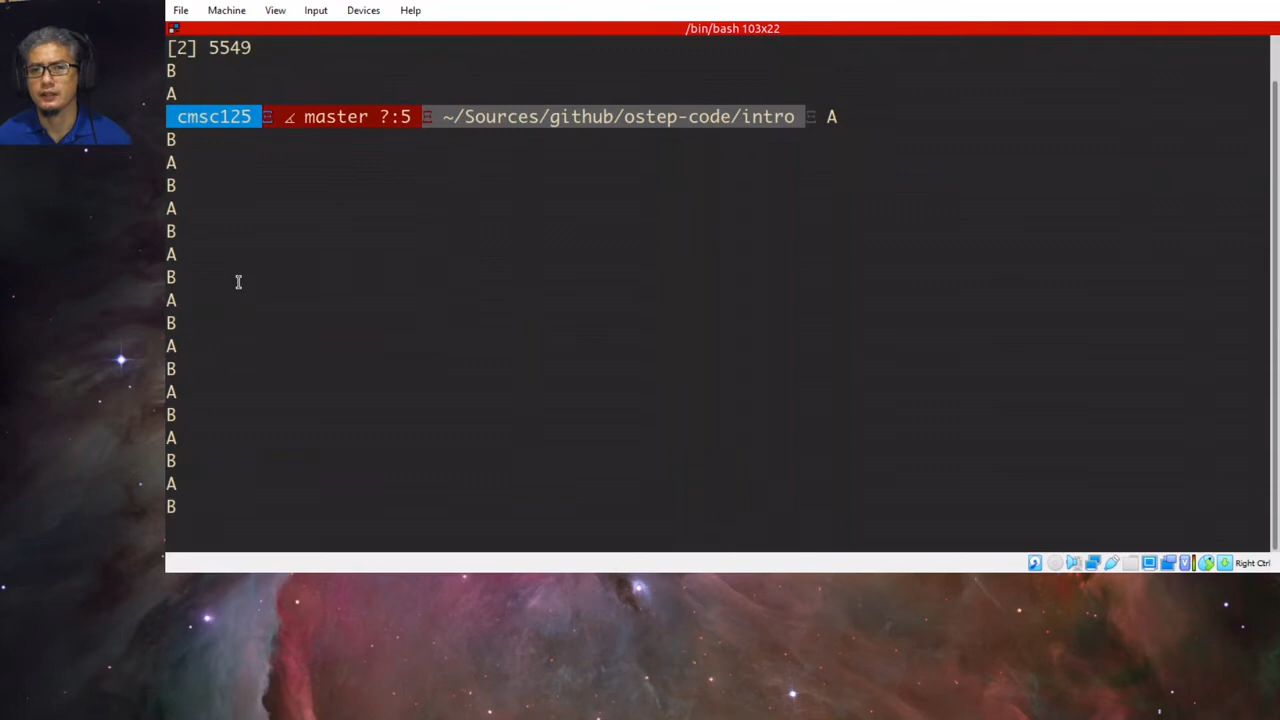 File Machine View Input Devices Help
/bin/bash 103x22
[2] 5549
B
A
cmsc125 master ?:5 ~/Sources/github/ostep-code/intro A
B
A
B
A
B
A
B
A
B
A
B
A
B
A
B
A
B
Right Ctrl